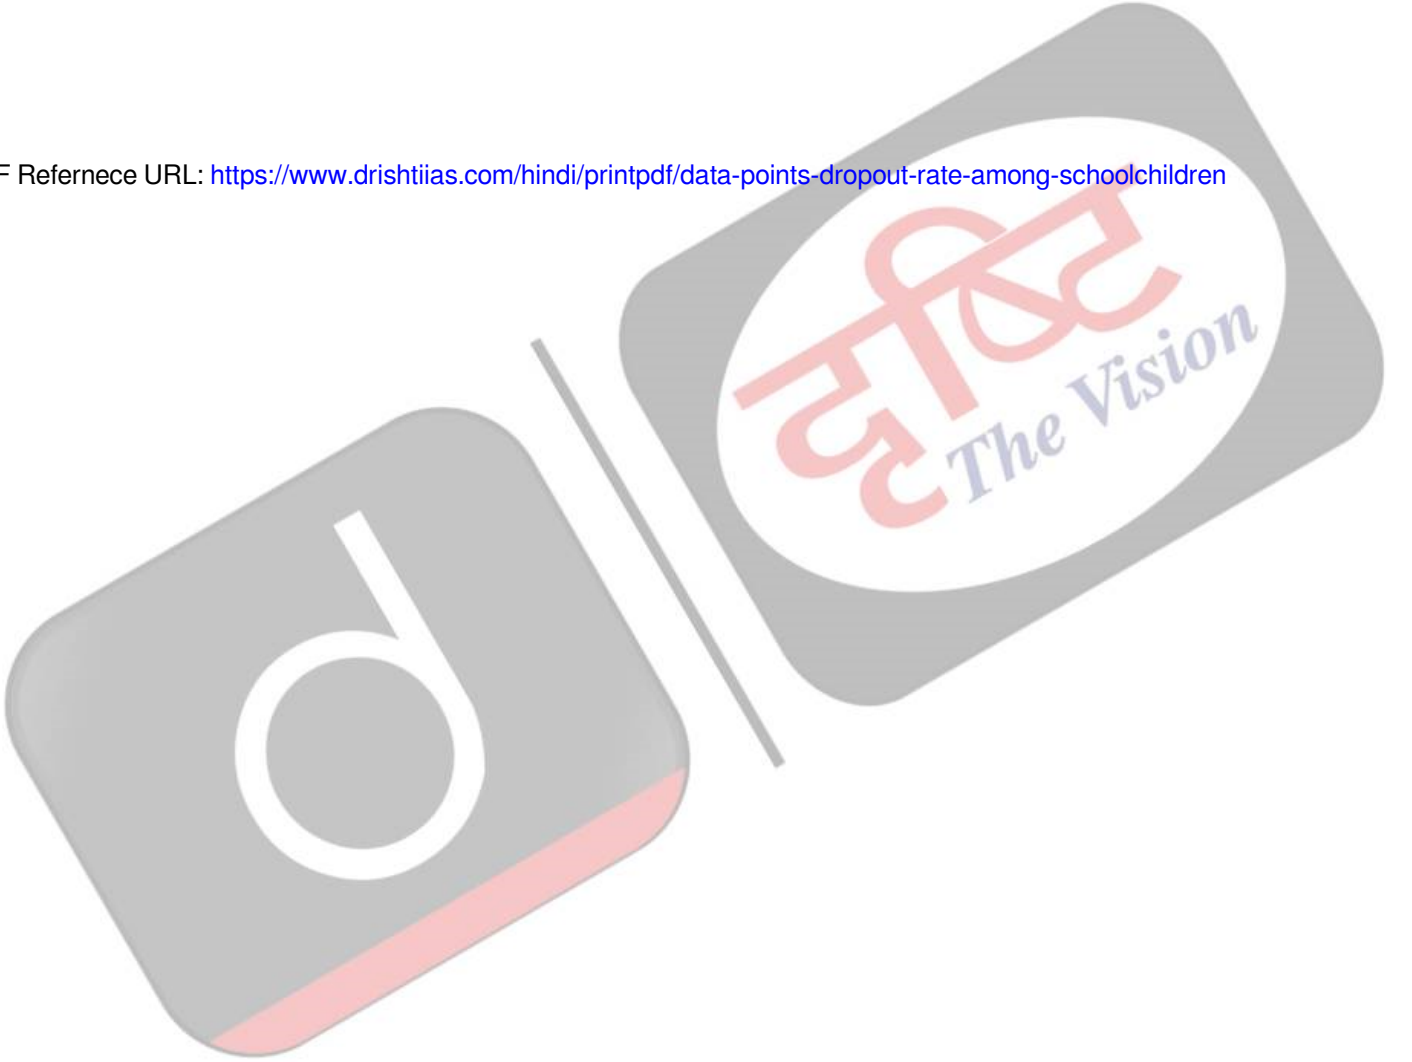 F Refernece URL: https://www.drishtiias.com/hindi/printpdf/data-points-dropout-rate-among-schoolchildren
दृष्टि
The Vision
d